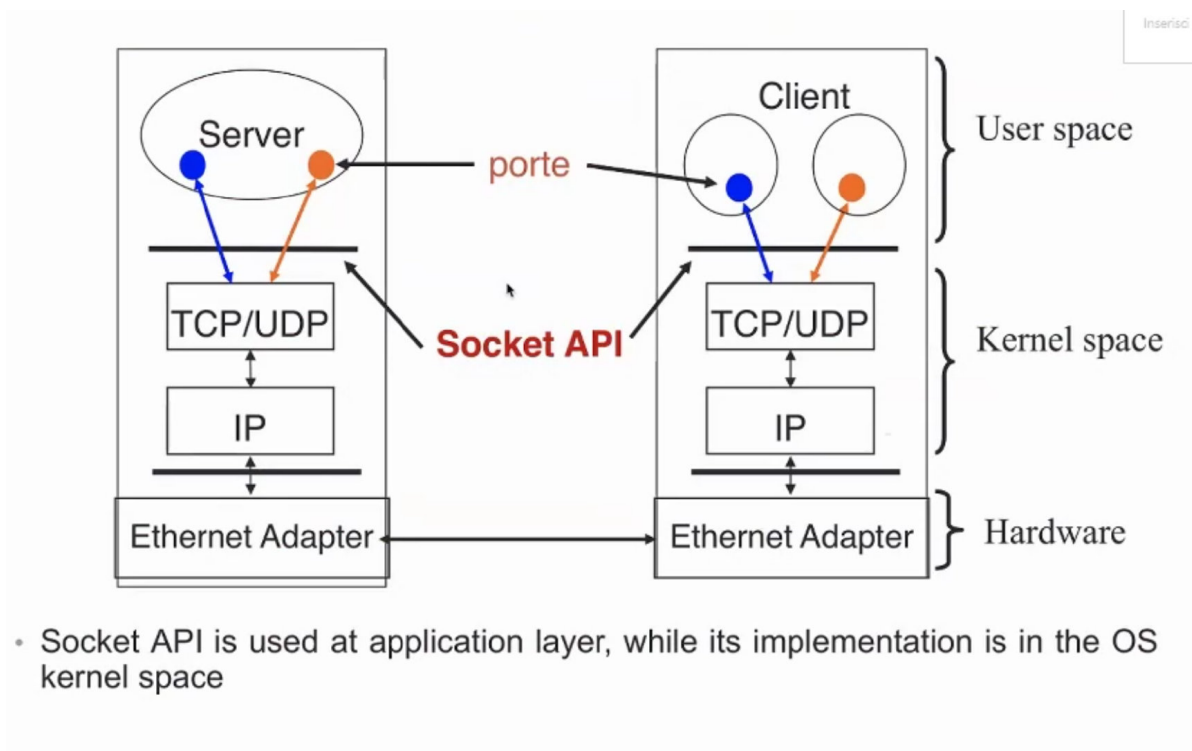 Inserisci
Server
Client
User space
porte
TCP/UDP
TCP/UDP
Socket API
Kernel space
IP
IP
Ethernet Adapter
Ethernet Adapter
Hardware
• Socket API is used at application layer, while its implementation is in the OS
kernel space